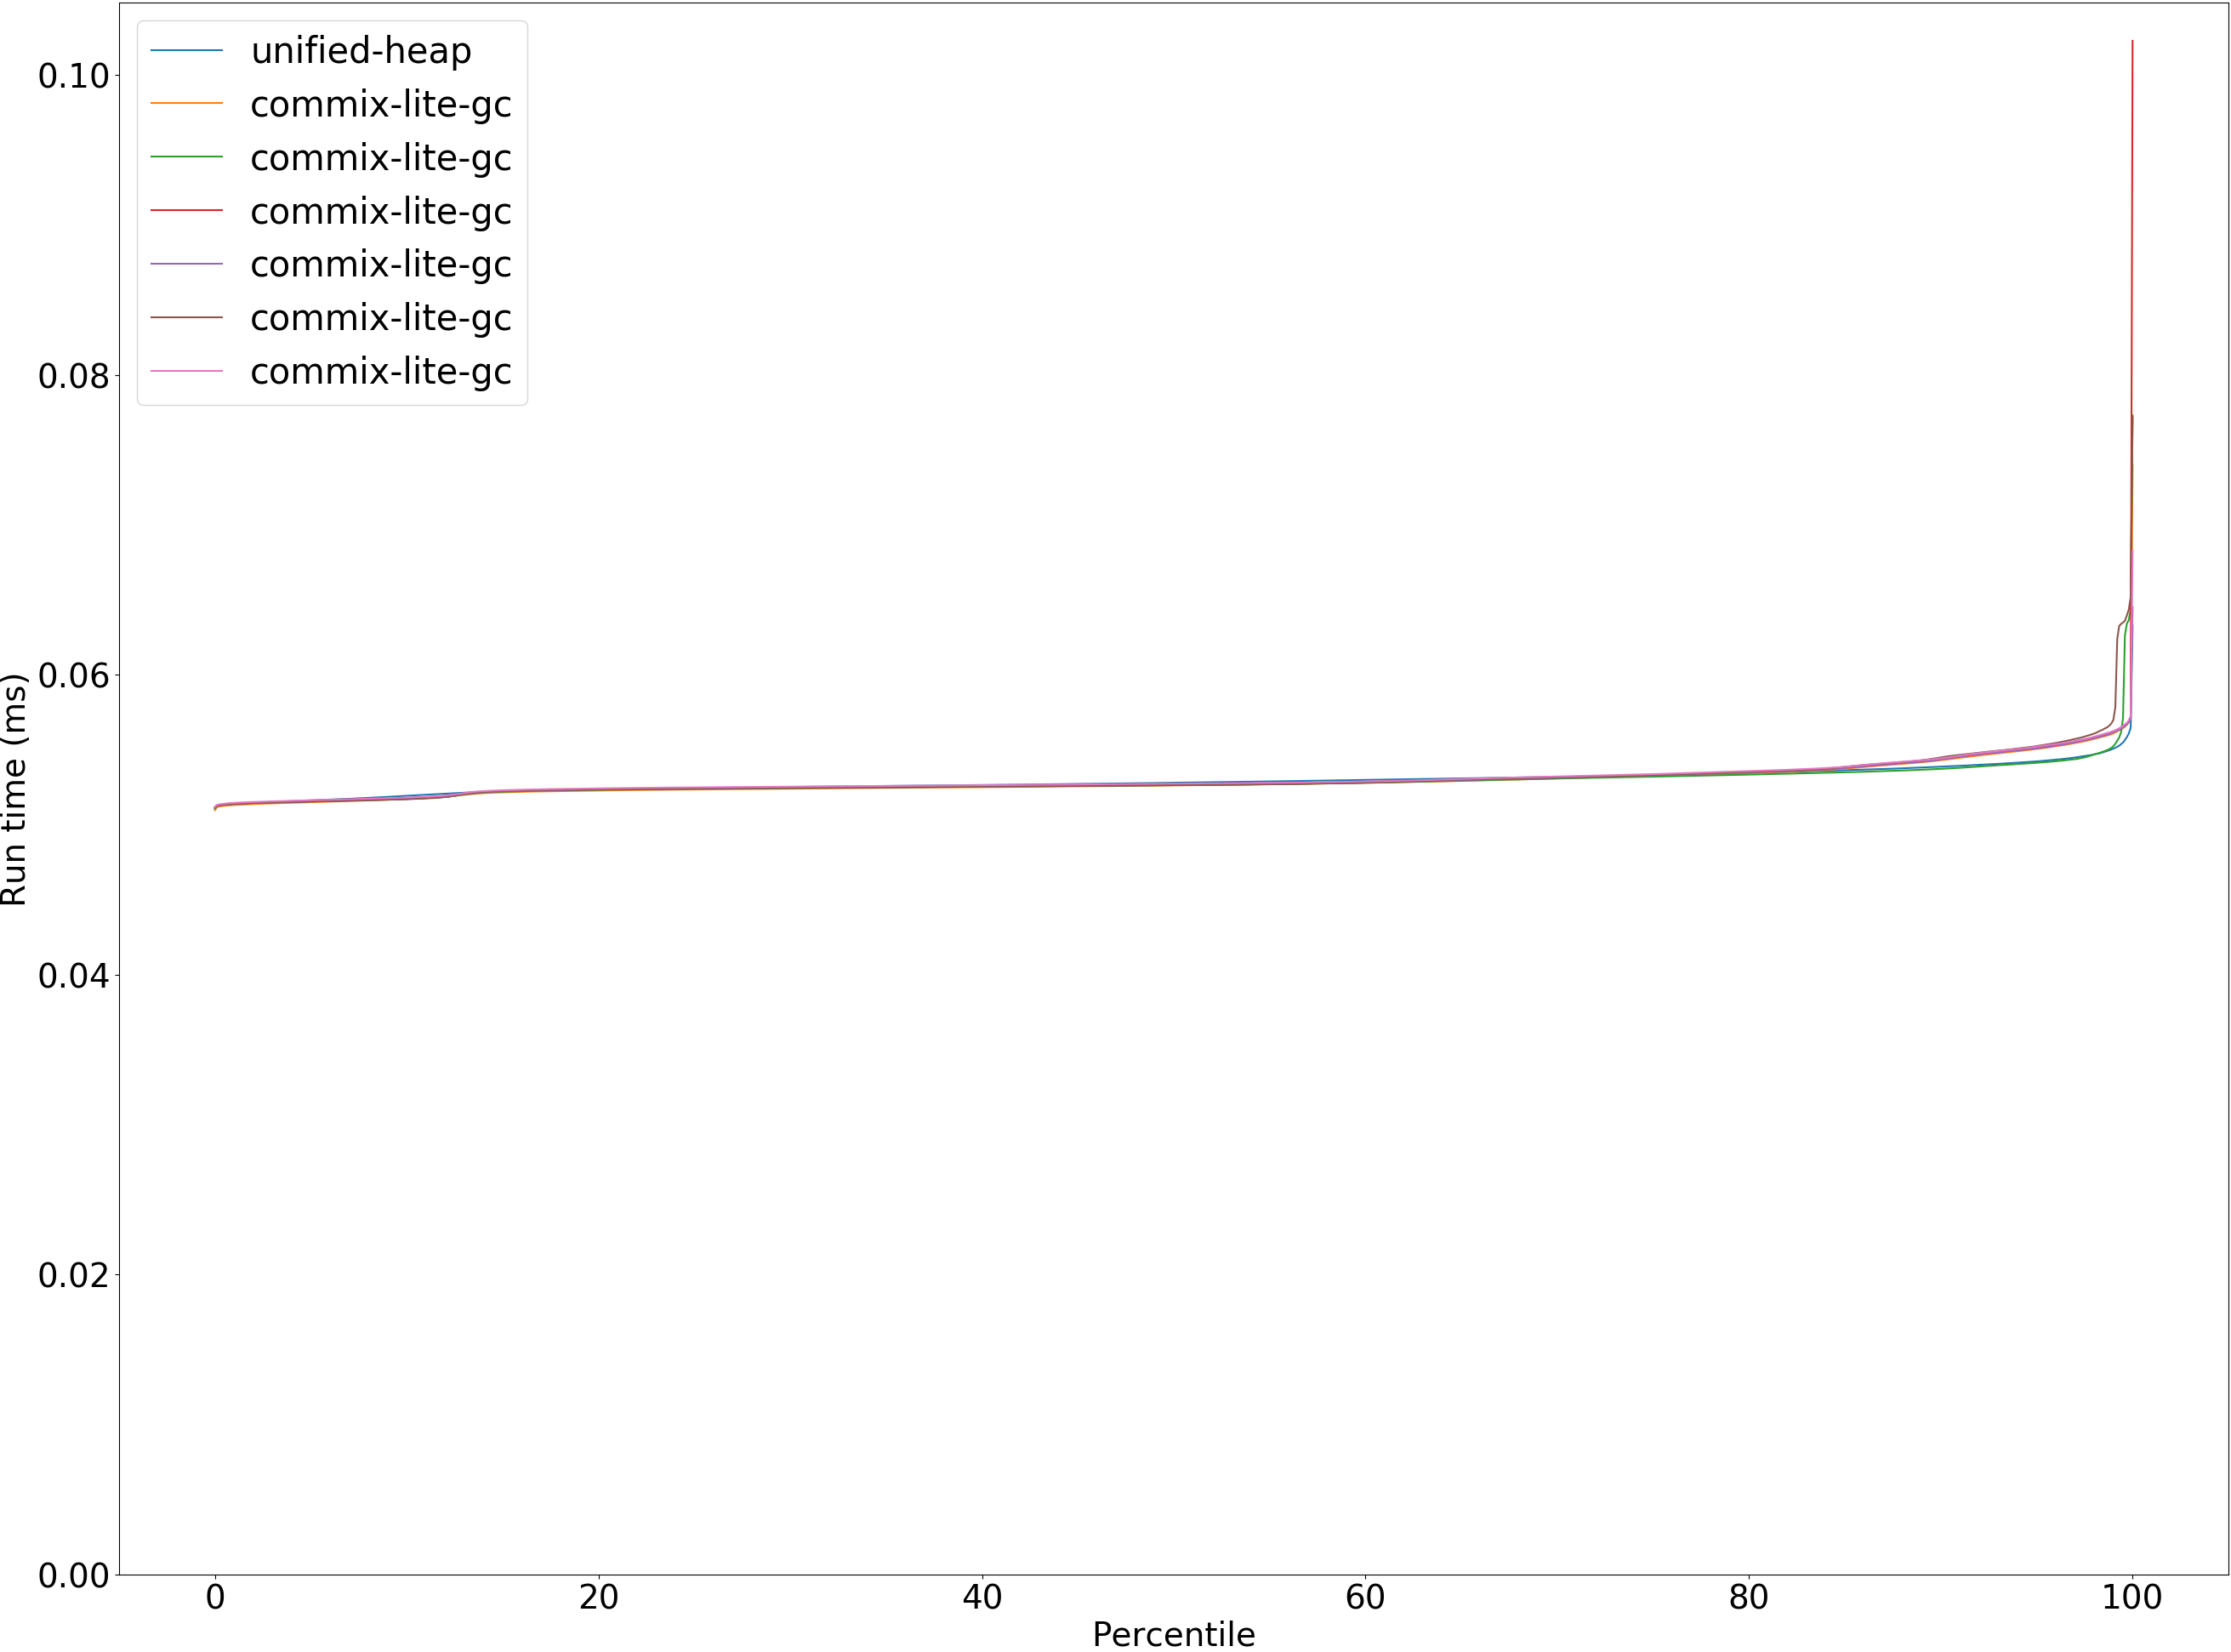 unified-heap
commix-lite-gc
commix-lite-gc
commix-lite-gc
commix-lite-gc
commix-lite-gc
commix-lite-gc
0.10
0.08
0.06
0.04
0.02
0.00
Run time (ms)
0 20 40 60 80 100
Percentile